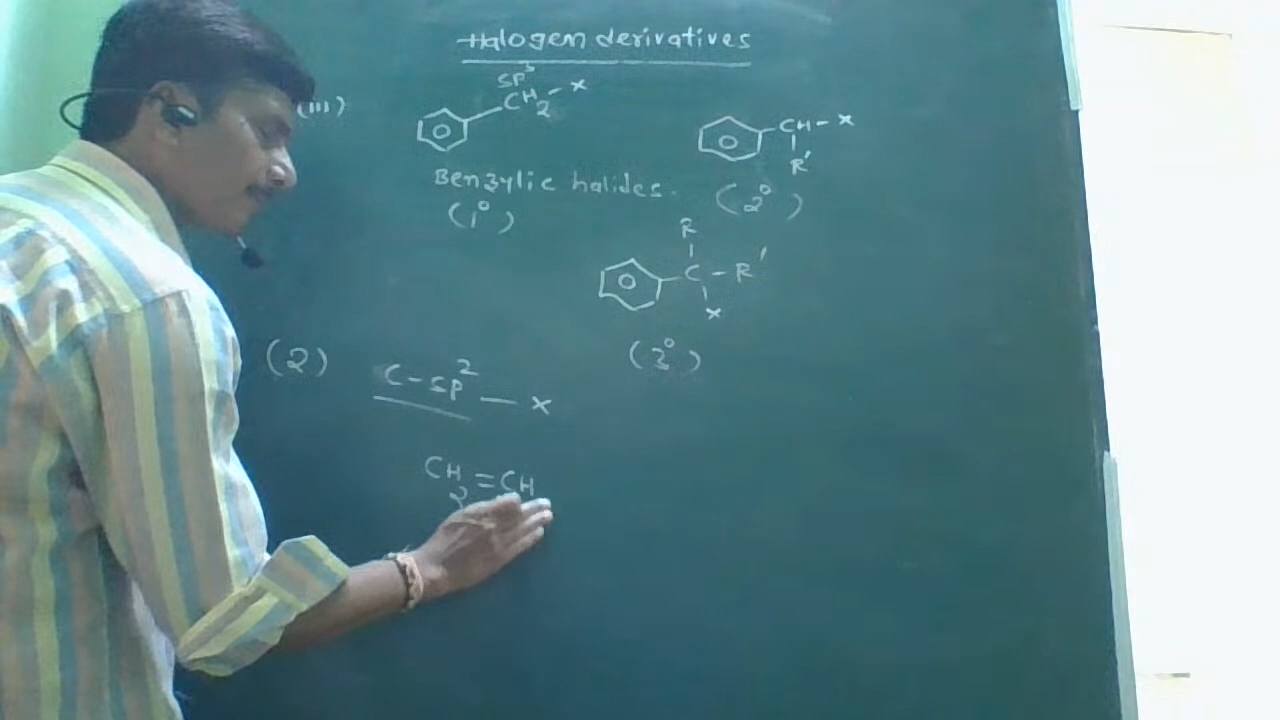 Halogen derivatives
(III)
SP³
CH₂ - X
CH - X
R'
Benzylic halides.
(1°)
(2°)
R
C - R'
X
(3°)
(2)
C - SP² — X
CH₂ = CH